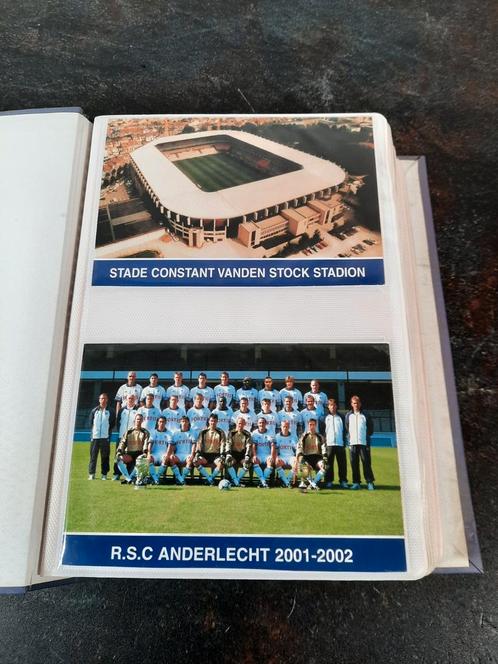 STADE CONSTANT VANDEN STOCK STADION
R.S.C ANDERLECHT 2001-2002